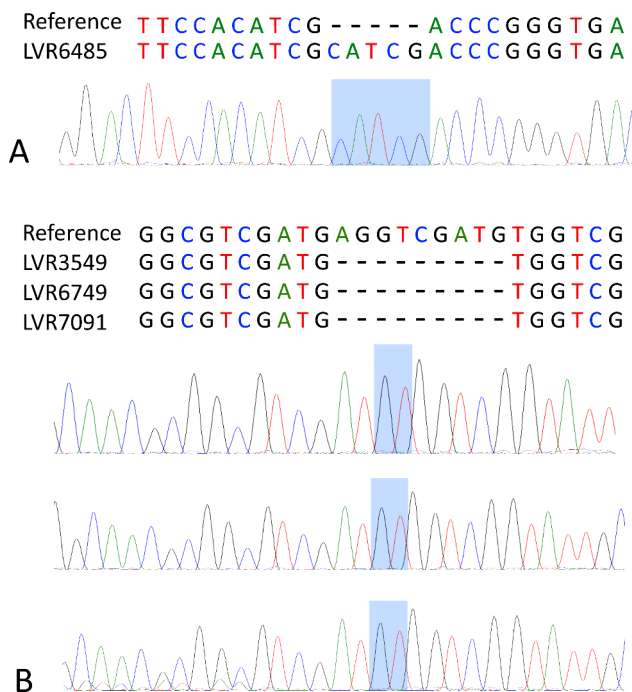 Reference TTCCACATCG-----ACCCGGGTGA
LVR6485 TTCCACATCGCATCGACCCGGGTGA
A
Reference GGCGTCGATGAGGTCGATGTGGTCG
LVR3549 GGCGTCGATG---------TGGTCG
LVR6749 GGCGTCGATG---------TGGTCG
LVR7091 GGCGTCGATG---------TGGTCG
B